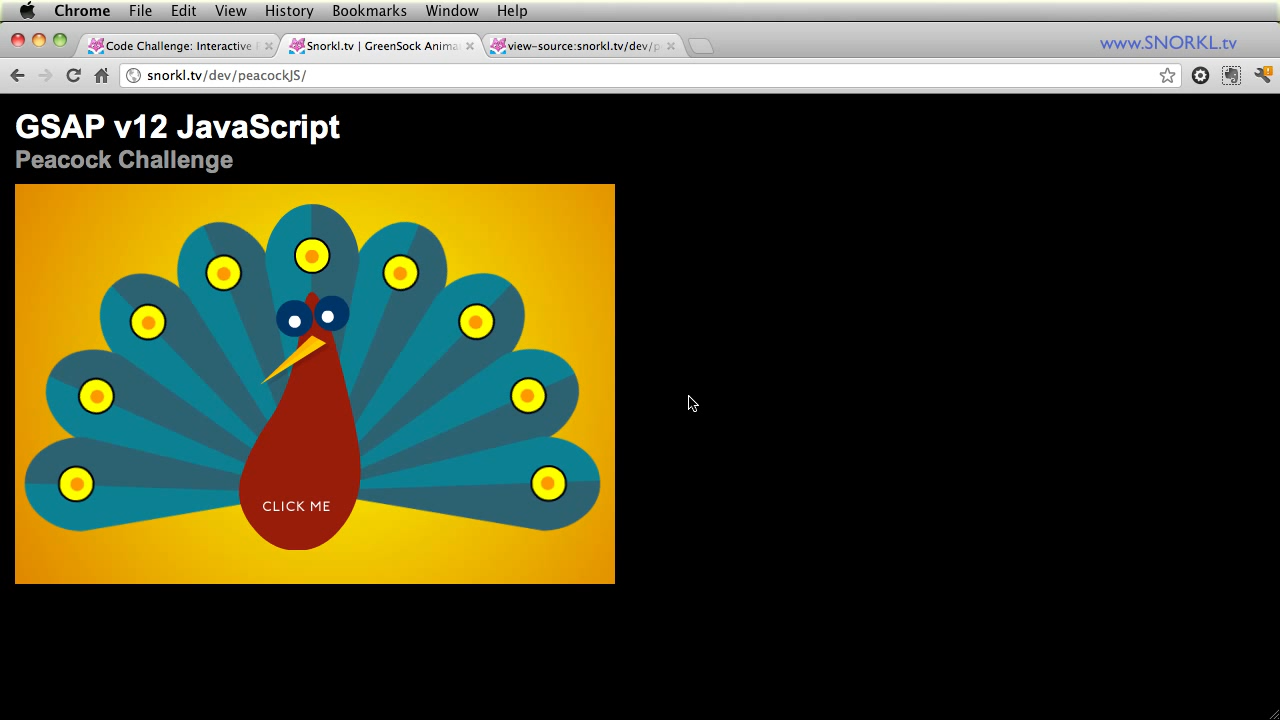 Chrome File Edit View History Bookmarks Window Help
Code Challenge: Interactive
Snorkl.tv | GreenSock Anima
view-source:snorkl.tv/dev/p
www.SNORKL.tv
snorkl.tv/dev/peacockJS/
GSAP v12 JavaScript
Peacock Challenge
CLICK ME